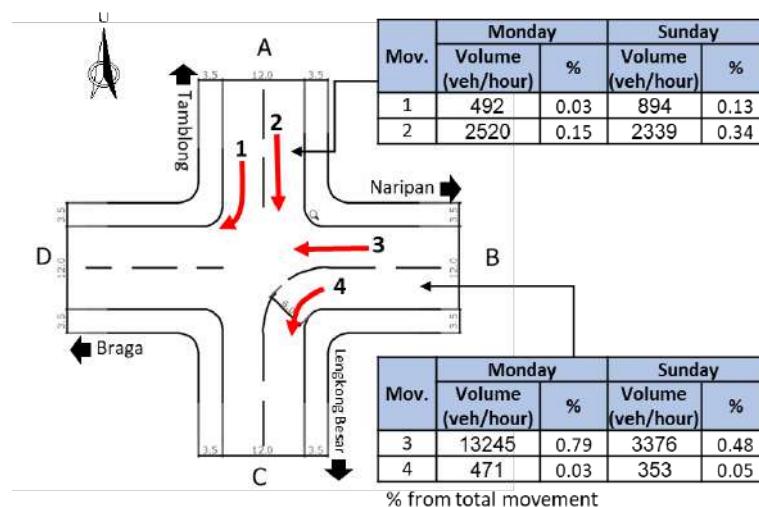 U
A
Tamblong
3.5 12.0 3.5
1
2
Naripan
D
B
3.5
12.0
3.5
3.5
12.0
3.5
3
4
Braga
Lengkong Besar
3.5 12.0 3.5
C
Mov. Monday Sunday
Volume (veh/hour) % Volume (veh/hour) %
1 492 0.03 894 0.13
2 2520 0.15 2339 0.34
Mov. Monday Sunday
Volume (veh/hour) % Volume (veh/hour) %
3 13245 0.79 3376 0.48
4 471 0.03 353 0.05
% from total movement